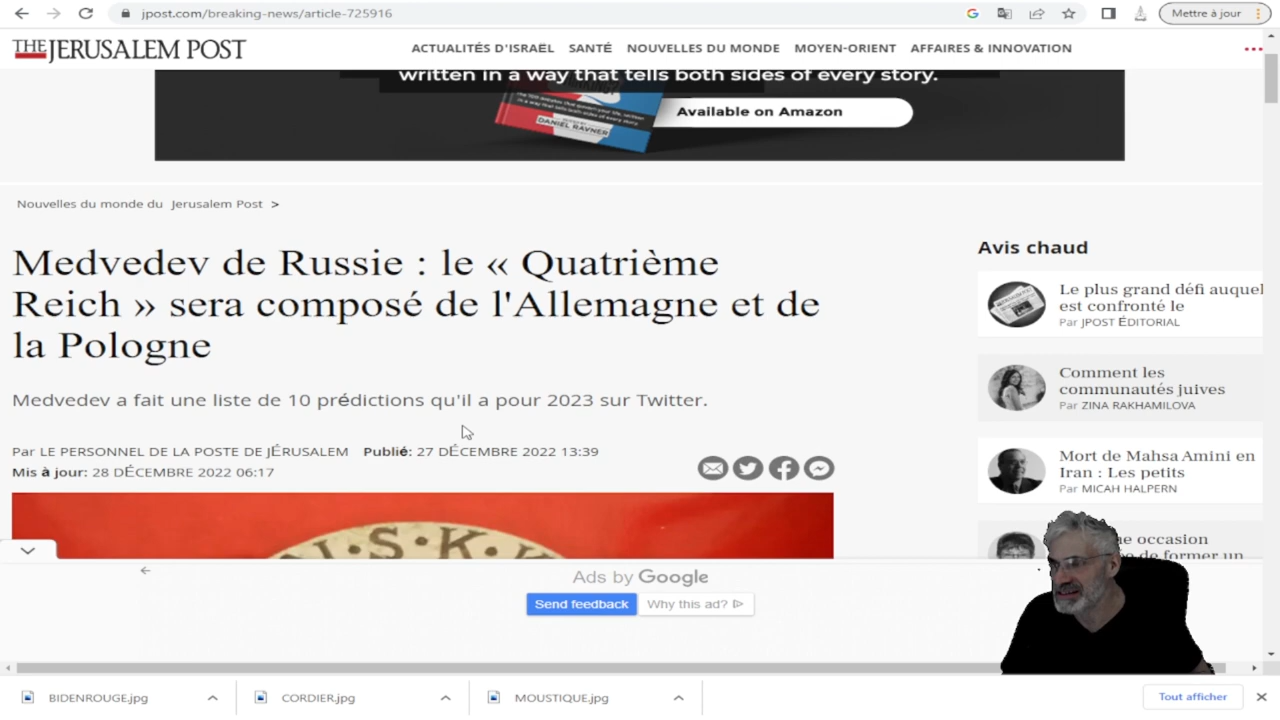 jpost.com/breaking-news/article-725916
Mettre à jour
THE JERUSALEM POST
ACTUALITÉS D'ISRAËL SANTÉ NOUVELLES DU MONDE MOYEN-ORIENT AFFAIRES & INNOVATION
written in a way that tells both sides of every story.
Available on Amazon
DANIEL RAVNER
Nouvelles du monde du Jerusalem Post >
Medvedev de Russie : le « Quatrième
Reich » sera composé de l'Allemagne et de
la Pologne
Medvedev a fait une liste de 10 prédictions qu'il a pour 2023 sur Twitter.
Par LE PERSONNEL DE LA POSTE DE JÉRUSALEM Publié: 27 DÉCEMBRE 2022 13:39
Mis à jour: 28 DÉCEMBRE 2022 06:17
Avis chaud
Le plus grand défi auquel
est confronté le
Par JPOST ÉDITORIAL
Comment les
communautés juives
Par ZINA RAKHAMILOVA
Mort de Mahsa Amini en
Iran : Les petits
Par MICAH HALPERN
occasion
de former un
Ads by Google
Send feedback
Why this ad?
BIDENROUGE.jpg
CORDIER.jpg
MOUSTIQUE.jpg
Tout afficher